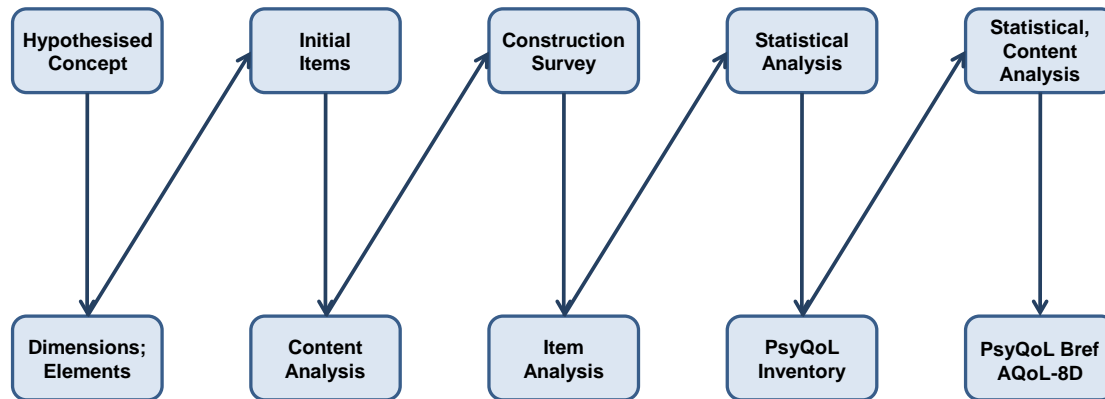 Hypothesised
Concept
Initial
Items
Construction
Survey
Statistical
Analysis
Statistical,
Content
Analysis
Dimensions;
Elements
Content
Analysis
Item
Analysis
PsyQoL
Inventory
PsyQoL Bref
AQoL-8D